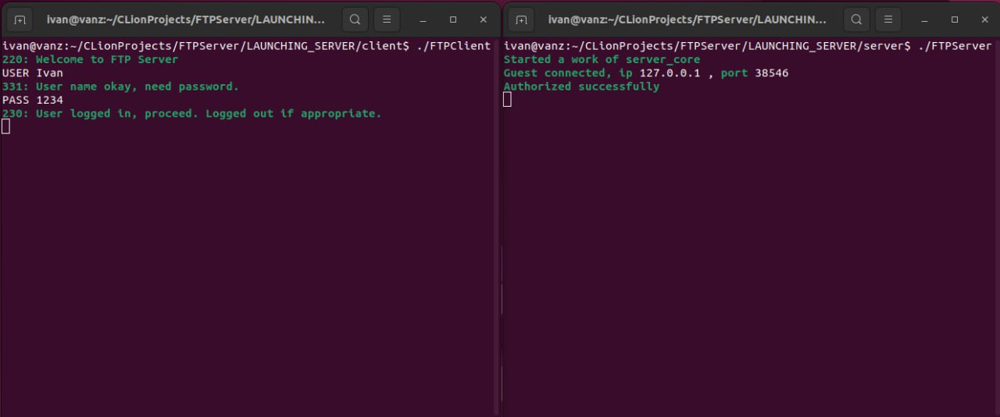 ivan@vanz:~/CLionProjects/FTPServer/LAUNCHIN...
ivan@vanz:~/CLionProjects/FTPServer/LAUNCHING_SERVER/client$ ./FTPClient
220: Welcome to FTP Server
USER Ivan
331: User name okay, need password.
PASS 1234
230: User logged in, proceed. Logged out if appropriate.
ivan@vanz:~/CLionProjects/FTPServer/LAUNCHIN...
ivan@vanz:~/CLionProjects/FTPServer/LAUNCHING_SERVER/server$ ./FTPServer
Started a work of server_core
Guest connected, ip 127.0.0.1 , port 38546
Authorized successfully